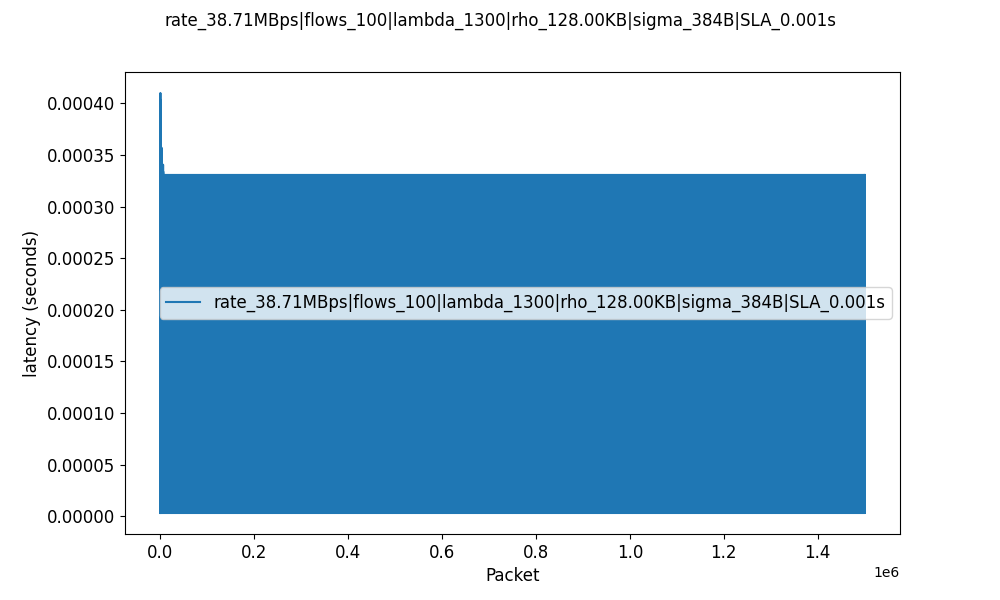 rate_38.71MBps|flows_100|lambda_1300|rho_128.00KB|sigma_384B|SLA_0.001s
0.00040
0.00035
0.00030
0.00025
0.00020
0.00015
0.00010
0.00005
0.00000
latency (seconds)
rate_38.71MBps|flows_100|lambda_1300|rho_128.00KB|sigma_384B|SLA_0.001s
0.0 0.2 0.4 0.6 0.8 1.0 1.2 1.4
1e6
Packet